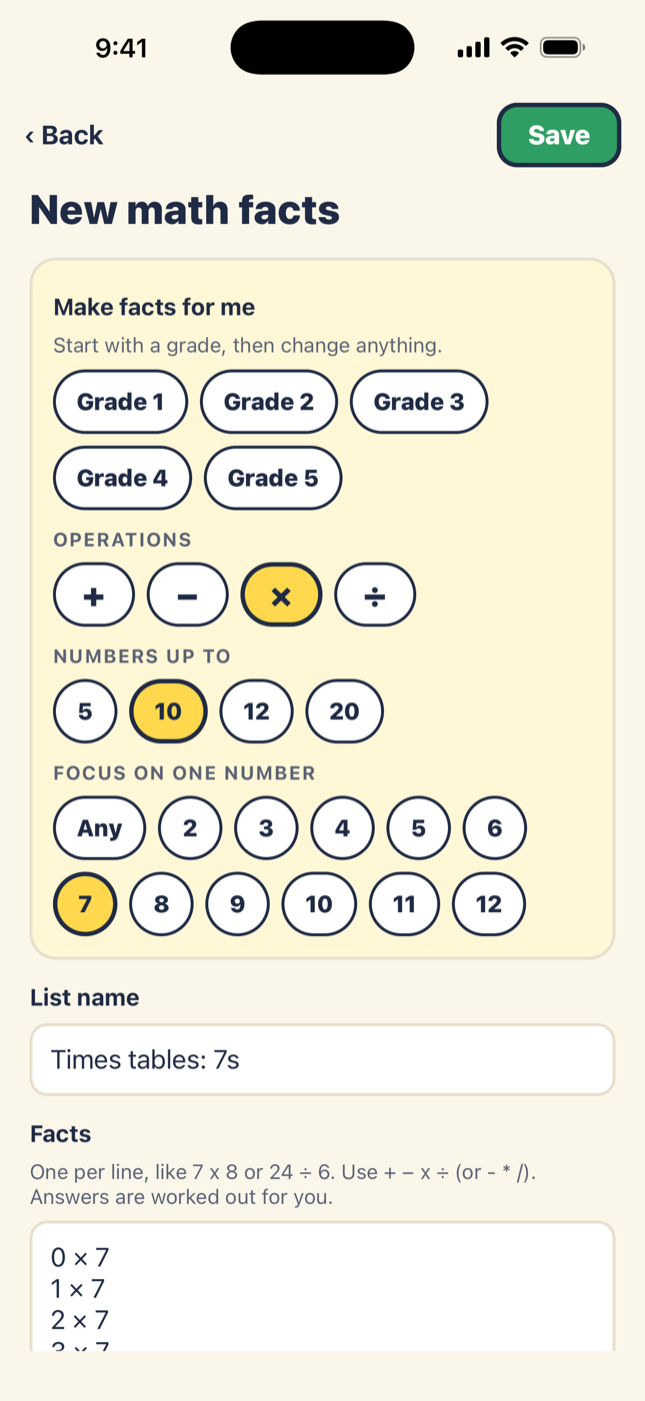 9:41
‹ Back
Save
New math facts
Make facts for me
Start with a grade, then change anything.
Grade 1 Grade 2 Grade 3
Grade 4 Grade 5
OPERATIONS
+ − × ÷
NUMBERS UP TO
5 10 12 20
FOCUS ON ONE NUMBER
Any 2 3 4 5 6
7 8 9 10 11 12
List name
Times tables: 7s
Facts
One per line, like 7 x 8 or 24 ÷ 6. Use + − x ÷ (or - * /).
Answers are worked out for you.
0 × 7
1 × 7
2 × 7